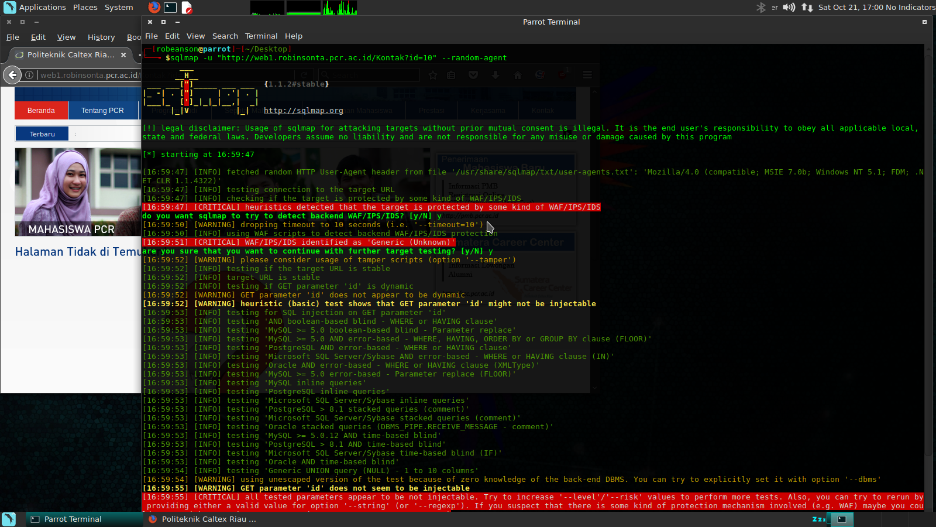 Applications Places System
er Sat Oct 21, 17:00 No Indicators
Parrot Terminal
File Edit View Search Terminal Help
File Edit View History Boo
Politeknik Caltex Riau...
web1.robinsonta.pcr.ac.id
Beranda Tentang PCR
Terbaru
MAHASISWA PCR
Halaman Tidak di Temu
[robeanson@parrot]-[~/Desktop]
$sqlmap -u "http://web1.robinsonta.pcr.ac.id/Kontak?id=10" --random-agent
{1.1.2#stable}
http://sqlmap.org
[!] legal disclaimer: Usage of sqlmap for attacking targets without prior mutual consent is illegal. It is the end user's responsibility to obey all applicable local,
state and federal laws. Developers assume no liability and are not responsible for any misuse or damage caused by this program
[*] starting at 16:59:47
[16:59:47] [INFO] fetched random HTTP User-Agent header from file '/usr/share/sqlmap/txt/user-agents.txt': 'Mozilla/4.0 (compatible; MSIE 7.0b; Windows NT 5.1; FDM; .N
ET CLR 1.1.4322)'
[16:59:47] [INFO] testing connection to the target URL
[16:59:47] [INFO] checking if the target is protected by some kind of WAF/IPS/IDS
[16:59:47] [CRITICAL] heuristics detected that the target is protected by some kind of WAF/IPS/IDS
do you want sqlmap to try to detect backend WAF/IPS/IDS? [y/N] y
[16:59:50] [WARNING] dropping timeout to 10 seconds (i.e. '--timeout=10')
[16:59:50] [INFO] using WAF scripts to detect backend WAF/IPS/IDS protection
[16:59:51] [CRITICAL] WAF/IPS/IDS identified as 'Generic (Unknown)'
are you sure that you want to continue with further target testing? [y/N] y
[16:59:52] [WARNING] please consider usage of tamper scripts (option '--tamper')
[16:59:52] [INFO] testing if the target URL is stable
[16:59:52] [INFO] target URL is stable
[16:59:52] [INFO] testing if GET parameter 'id' is dynamic
[16:59:52] [WARNING] GET parameter 'id' does not appear to be dynamic
[16:59:52] [WARNING] heuristic (basic) test shows that GET parameter 'id' might not be injectable
[16:59:52] [INFO] testing for SQL injection on GET parameter 'id'
[16:59:52] [INFO] testing 'AND boolean-based blind - WHERE or HAVING clause'
[16:59:52] [INFO] testing 'MySQL >= 5.0 boolean-based blind - Parameter replace'
[16:59:52] [INFO] testing 'MySQL >= 5.0 AND error-based - WHERE, HAVING, ORDER BY or GROUP BY clause (FLOOR)'
[16:59:52] [INFO] testing 'PostgreSQL AND error-based - WHERE or HAVING clause'
[16:59:52] [INFO] testing 'Microsoft SQL Server/Sybase AND error-based - WHERE or HAVING clause (IN)'
[16:59:52] [INFO] testing 'Oracle AND error-based - WHERE or HAVING clause (XMLType)'
[16:59:53] [INFO] testing 'MySQL >= 5.0 error-based - Parameter replace (FLOOR)'
[16:59:53] [INFO] testing 'MySQL inline queries'
[16:59:53] [INFO] testing 'PostgreSQL inline queries'
[16:59:53] [INFO] testing 'Microsoft SQL Server/Sybase inline queries'
[16:59:53] [INFO] testing 'PostgreSQL > 8.1 stacked queries (comment)'
[16:59:53] [INFO] testing 'Microsoft SQL Server/Sybase stacked queries (comment)'
[16:59:53] [INFO] testing 'Oracle stacked queries (DBMS_PIPE.RECEIVE_MESSAGE - comment)'
[16:59:53] [INFO] testing 'MySQL >= 5.0.12 AND time-based blind'
[16:59:53] [INFO] testing 'PostgreSQL > 8.1 AND time-based blind'
[16:59:53] [INFO] testing 'Microsoft SQL Server/Sybase time-based blind (IF)'
[16:59:53] [INFO] testing 'Oracle AND time-based blind'
[16:59:54] [INFO] testing 'Generic UNION query (NULL) - 1 to 10 columns'
[16:59:54] [WARNING] using unescaped version of the test because of zero knowledge of the back-end DBMS. You can try to explicitly set it with option '--dbms'
[16:59:55] [WARNING] GET parameter 'id' does not seem to be injectable
[16:59:55] [CRITICAL] all tested parameters appear to be not injectable. Try to increase '--level'/'--risk' values to perform more tests. Also, you can try to rerun by
providing either a valid value for option '--string' (or '--regexp'). If you suspect that there is some kind of protection mechanism involved (e.g. WAF) maybe you cou
Parrot Terminal
Politeknik Caltex Riau ...